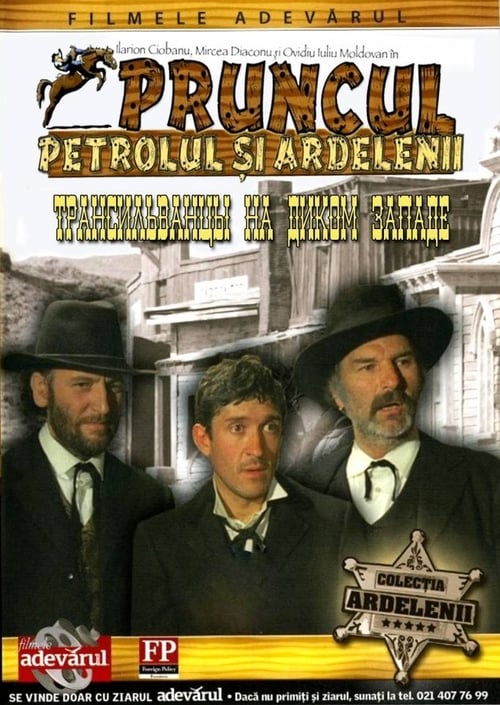 FILMELE ADEVĂRUL
Ilarion Ciobanu, Mircea Diaconu și Ovidiu Iuliu Moldovan în
PRUNCUL
PETROLUL ȘI ARDELENII
ТРАНСИЛЬВАНЦЫ НА ДИКОМ ЗАПАДЕ
COLECȚIA
ARDELENII
filmele
adevărul
FP
Foreign Policy
SE VINDE DOAR CU ZIARUL adevărul • Dacă nu primiți și ziarul, sunați la tel. 021 407 76 99